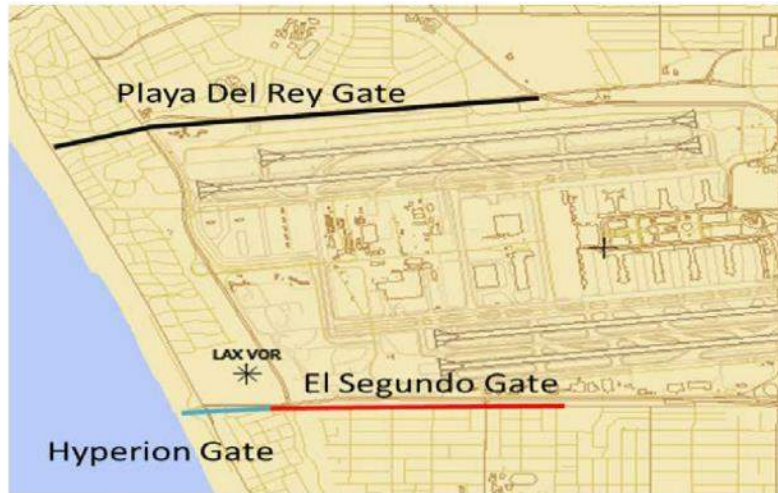 Playa Del Rey Gate
LAX VOR
El Segundo Gate
Hyperion Gate